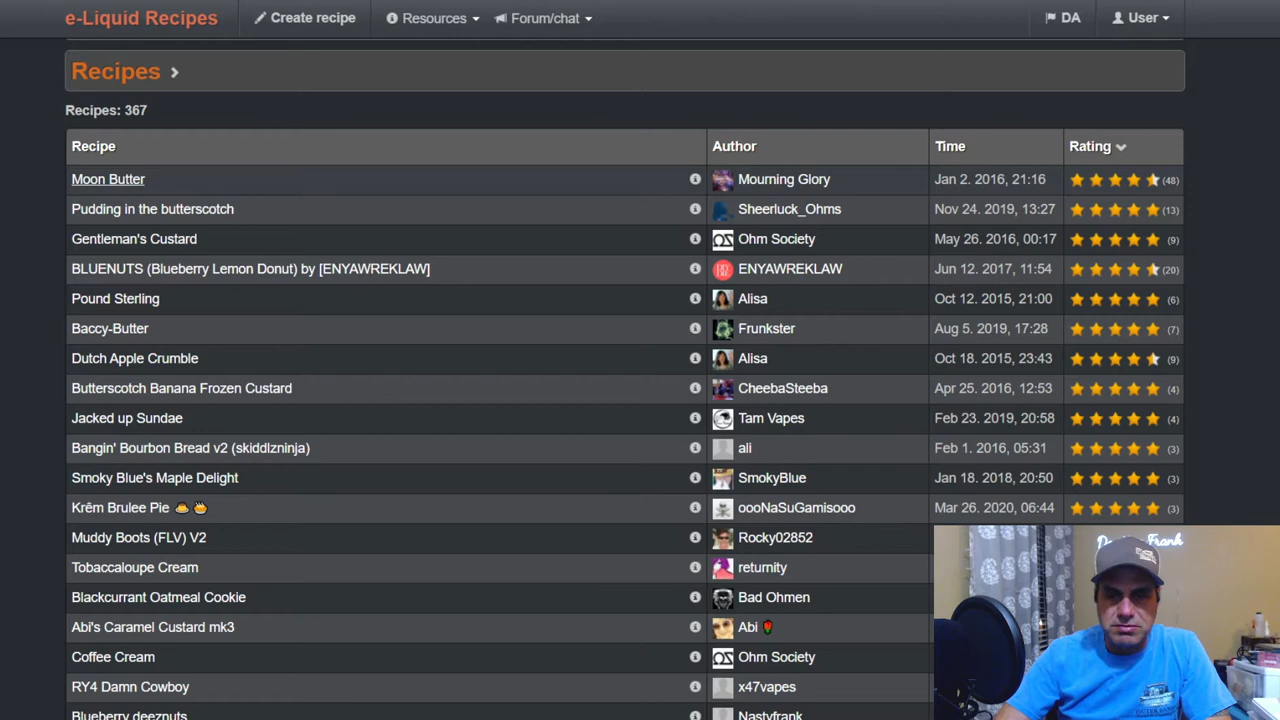 e-Liquid Recipes Create recipe Resources Forum/chat DA User
Recipes
Recipes: 367
Recipe Author Time Rating
Moon Butter Mourning Glory Jan 2. 2016, 21:16 (48)
Pudding in the butterscotch Sheerluck_Ohms Nov 24. 2019, 13:27 (13)
Gentleman's Custard Ohm Society May 26. 2016, 00:17 (9)
BLUENUTS (Blueberry Lemon Donut) by [ENYAWREKLAW] ENYAWREKLAW Jun 12. 2017, 11:54 (20)
Pound Sterling Alisa Oct 12. 2015, 21:00 (6)
Baccy-Butter Frunkster Aug 5. 2019, 17:28 (7)
Dutch Apple Crumble Alisa Oct 18. 2015, 23:43 (9)
Butterscotch Banana Frozen Custard CheebaSteeba Apr 25. 2016, 12:53 (4)
Jacked up Sundae Tam Vapes Feb 23. 2019, 20:58 (4)
Bangin' Bourbon Bread v2 (skiddlzninja) ali Feb 1. 2016, 05:31 (3)
Smoky Blue's Maple Delight SmokyBlue Jan 18. 2018, 20:50 (3)
Krêm Brulee Pie 🍮 🍻 oooNaSuGamisooo Mar 26. 2020, 06:44 (3)
Muddy Boots (FLV) V2 Rocky02852
Tobaccaloupe Cream returnity
Blackcurrant Oatmeal Cookie Bad Ohmen
Abi's Caramel Custard mk3 Abi 🌹
Coffee Cream Ohm Society
RY4 Damn Cowboy x47vapes
Blueberry deeznuts Nastyfrank